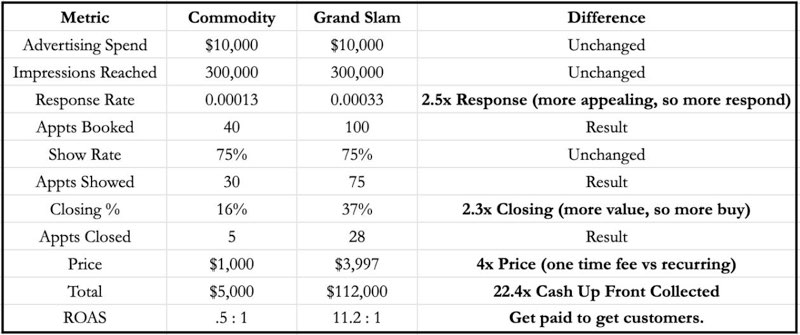 Metric Commodity Grand Slam Difference
Advertising Spend $10,000 $10,000 Unchanged
Impressions Reached 300,000 300,000 Unchanged
Response Rate 0.00013 0.00033 2.5x Response (more appealing, so more respond)
Appts Booked 40 100 Result
Show Rate 75% 75% Unchanged
Appts Showed 30 75 Result
Closing % 16% 37% 2.3x Closing (more value, so more buy)
Appts Closed 5 28 Result
Price $1,000 $3,997 4x Price (one time fee vs recurring)
Total $5,000 $112,000 22.4x Cash Up Front Collected
ROAS .5 : 1 11.2 : 1 Get paid to get customers.